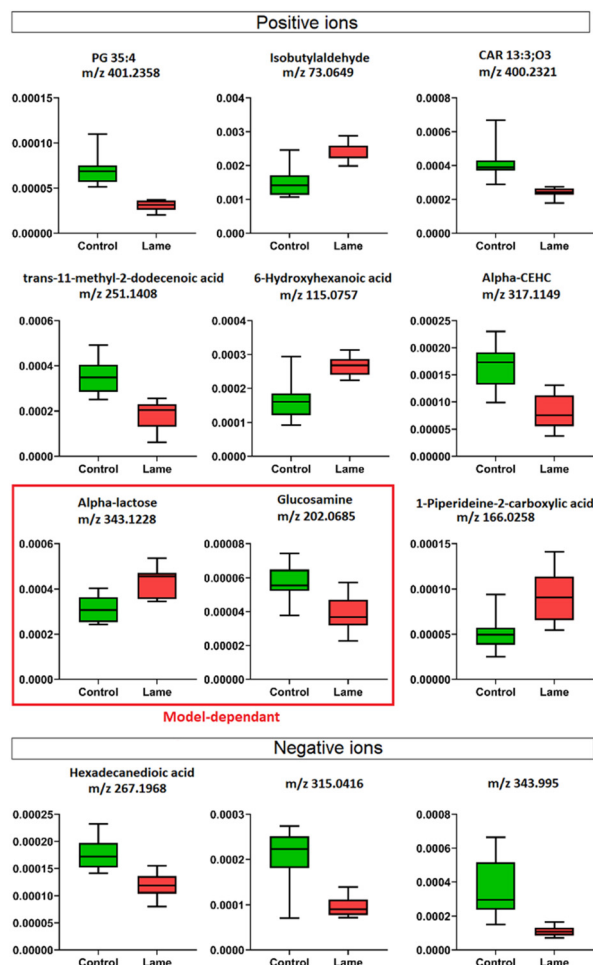 Positive ions
PG 35:4
m/z 401.2358
0.00015
0.00010
0.00005
0.00000
Control Lame
Isobutylaldehyde
m/z 73.0649
0.004
0.003
0.002
0.001
0.000
Control Lame
CAR 13:3;O3
m/z 400.2321
0.0008
0.0006
0.0004
0.0002
0.0000
Control Lame
trans-11-methyl-2-dodecenoic acid
m/z 251.1408
0.0006
0.0004
0.0002
0.0000
Control Lame
6-Hydroxyhexanoic acid
m/z 115.0757
0.0004
0.0003
0.0002
0.0001
0.0000
Control Lame
Alpha-CEHC
m/z 317.1149
0.00025
0.00020
0.00015
0.00010
0.00005
0.00000
Control Lame
Alpha-lactose
m/z 343.1228
0.0006
0.0004
0.0002
0.0000
Control Lame
Glucosamine
m/z 202.0685
0.00008
0.00006
0.00004
0.00002
0.00000
Control Lame
1-Piperideine-2-carboxylic acid
m/z 166.0258
0.00015
0.00010
0.00005
0.00000
Control Lame
Model-dependant
Negative ions
Hexadecanedioic acid
m/z 267.1968
0.00025
0.00020
0.00015
0.00010
0.00005
0.00000
Control Lame
m/z 315.0416
0.0003
0.0002
0.0001
0.0000
Control Lame
m/z 343.995
0.0008
0.0006
0.0004
0.0002
0.0000
Control Lame